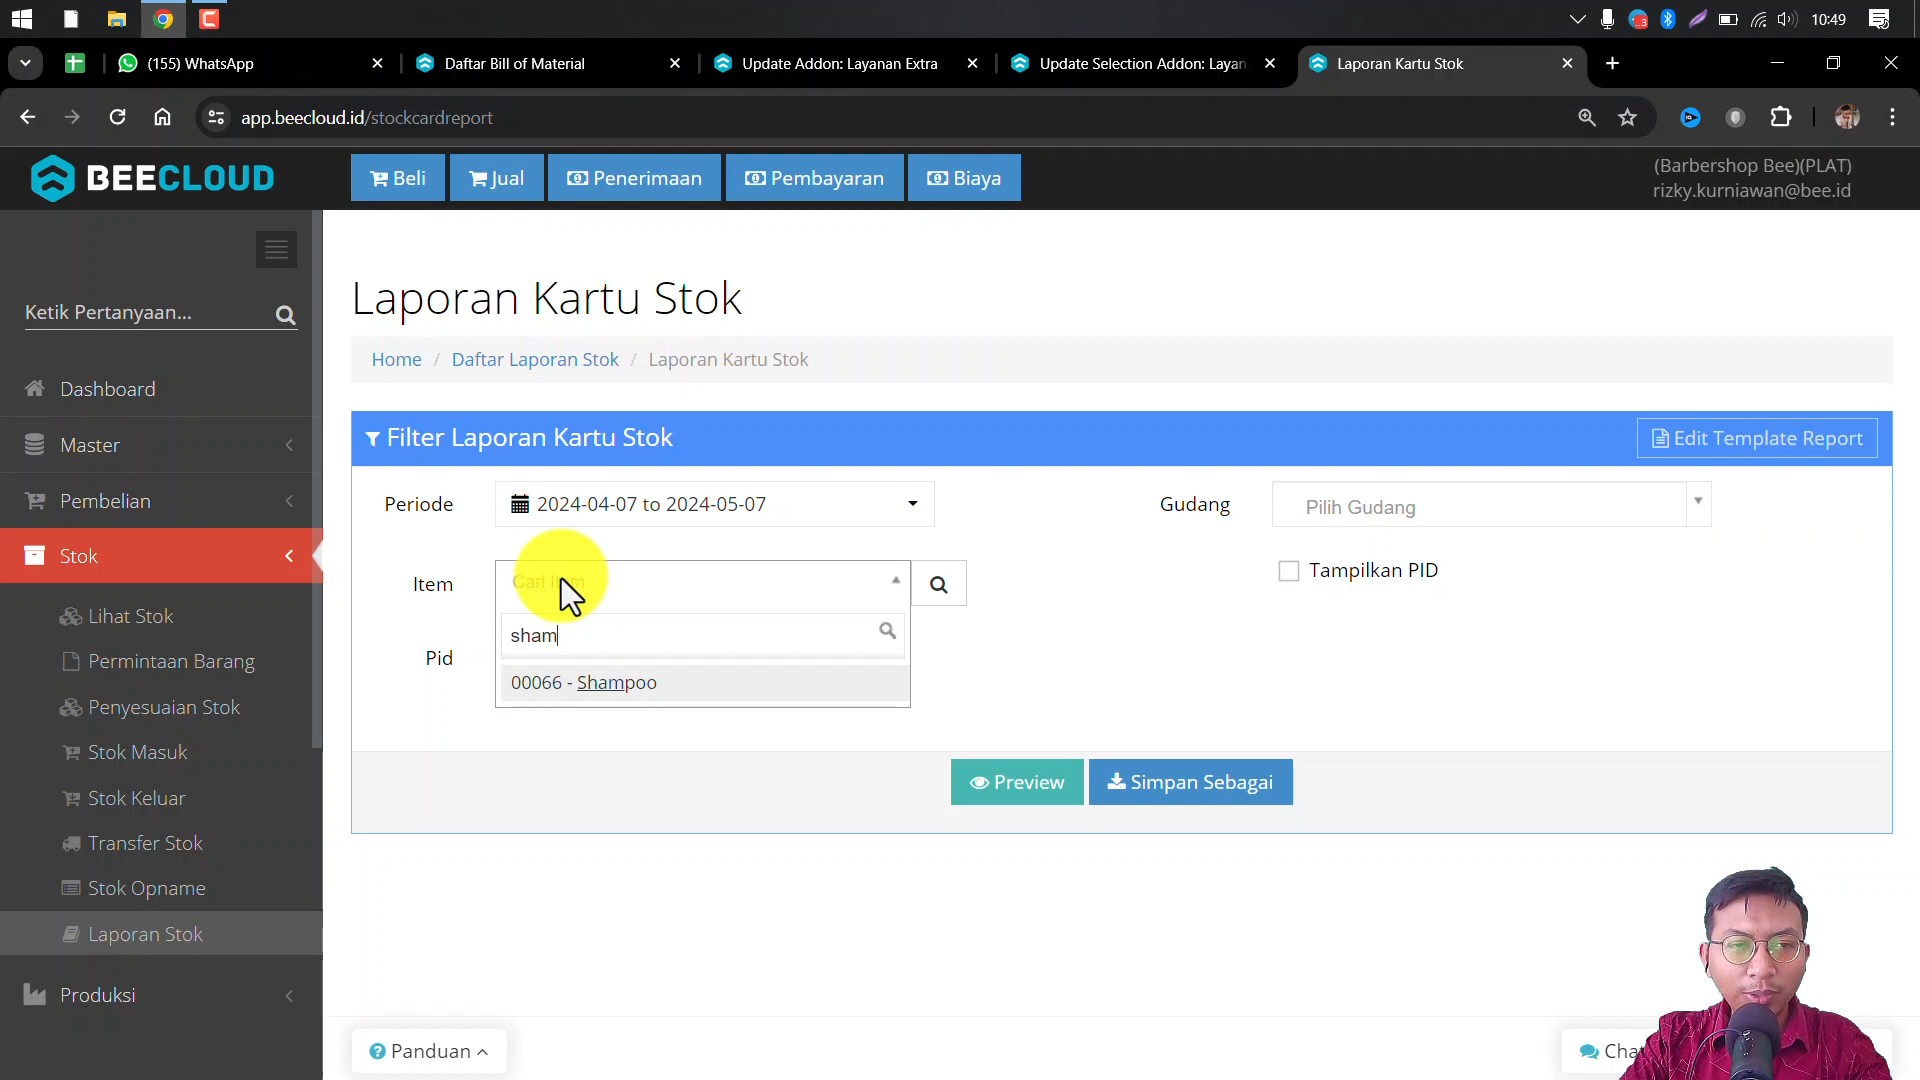 10:49
(155) WhatsApp
Daftar Bill of Material
Update Addon: Layanan Extra
Update Selection Addon: Layan
Laporan Kartu Stok
app.beecloud.id/stockcardreport
BEECLOUD
Beli
Jual
Penerimaan
Pembayaran
Biaya
(Barbershop Bee)(PLAT)
rizky.kurniawan@bee.id
Ketik Pertanyaan...
Dashboard
Master
Pembelian
Stok
Lihat Stok
Permintaan Barang
Penyesuaian Stok
Stok Masuk
Stok Keluar
Transfer Stok
Stok Opname
Laporan Stok
Produksi
Laporan Kartu Stok
Home / Daftar Laporan Stok / Laporan Kartu Stok
Filter Laporan Kartu Stok
Edit Template Report
Periode
2024-04-07 to 2024-05-07
Gudang
Pilih Gudang
Item
Cari Item
Tampilkan PID
sham
Pid
00066 - Shampoo
Preview
Simpan Sebagai
Panduan
Chat